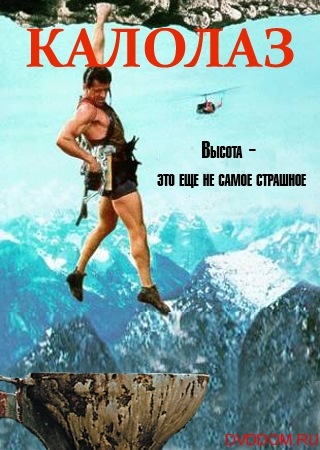 КАЛОЛАЗ
Высота –
это еще не самое страшное
DVDDOM.RU